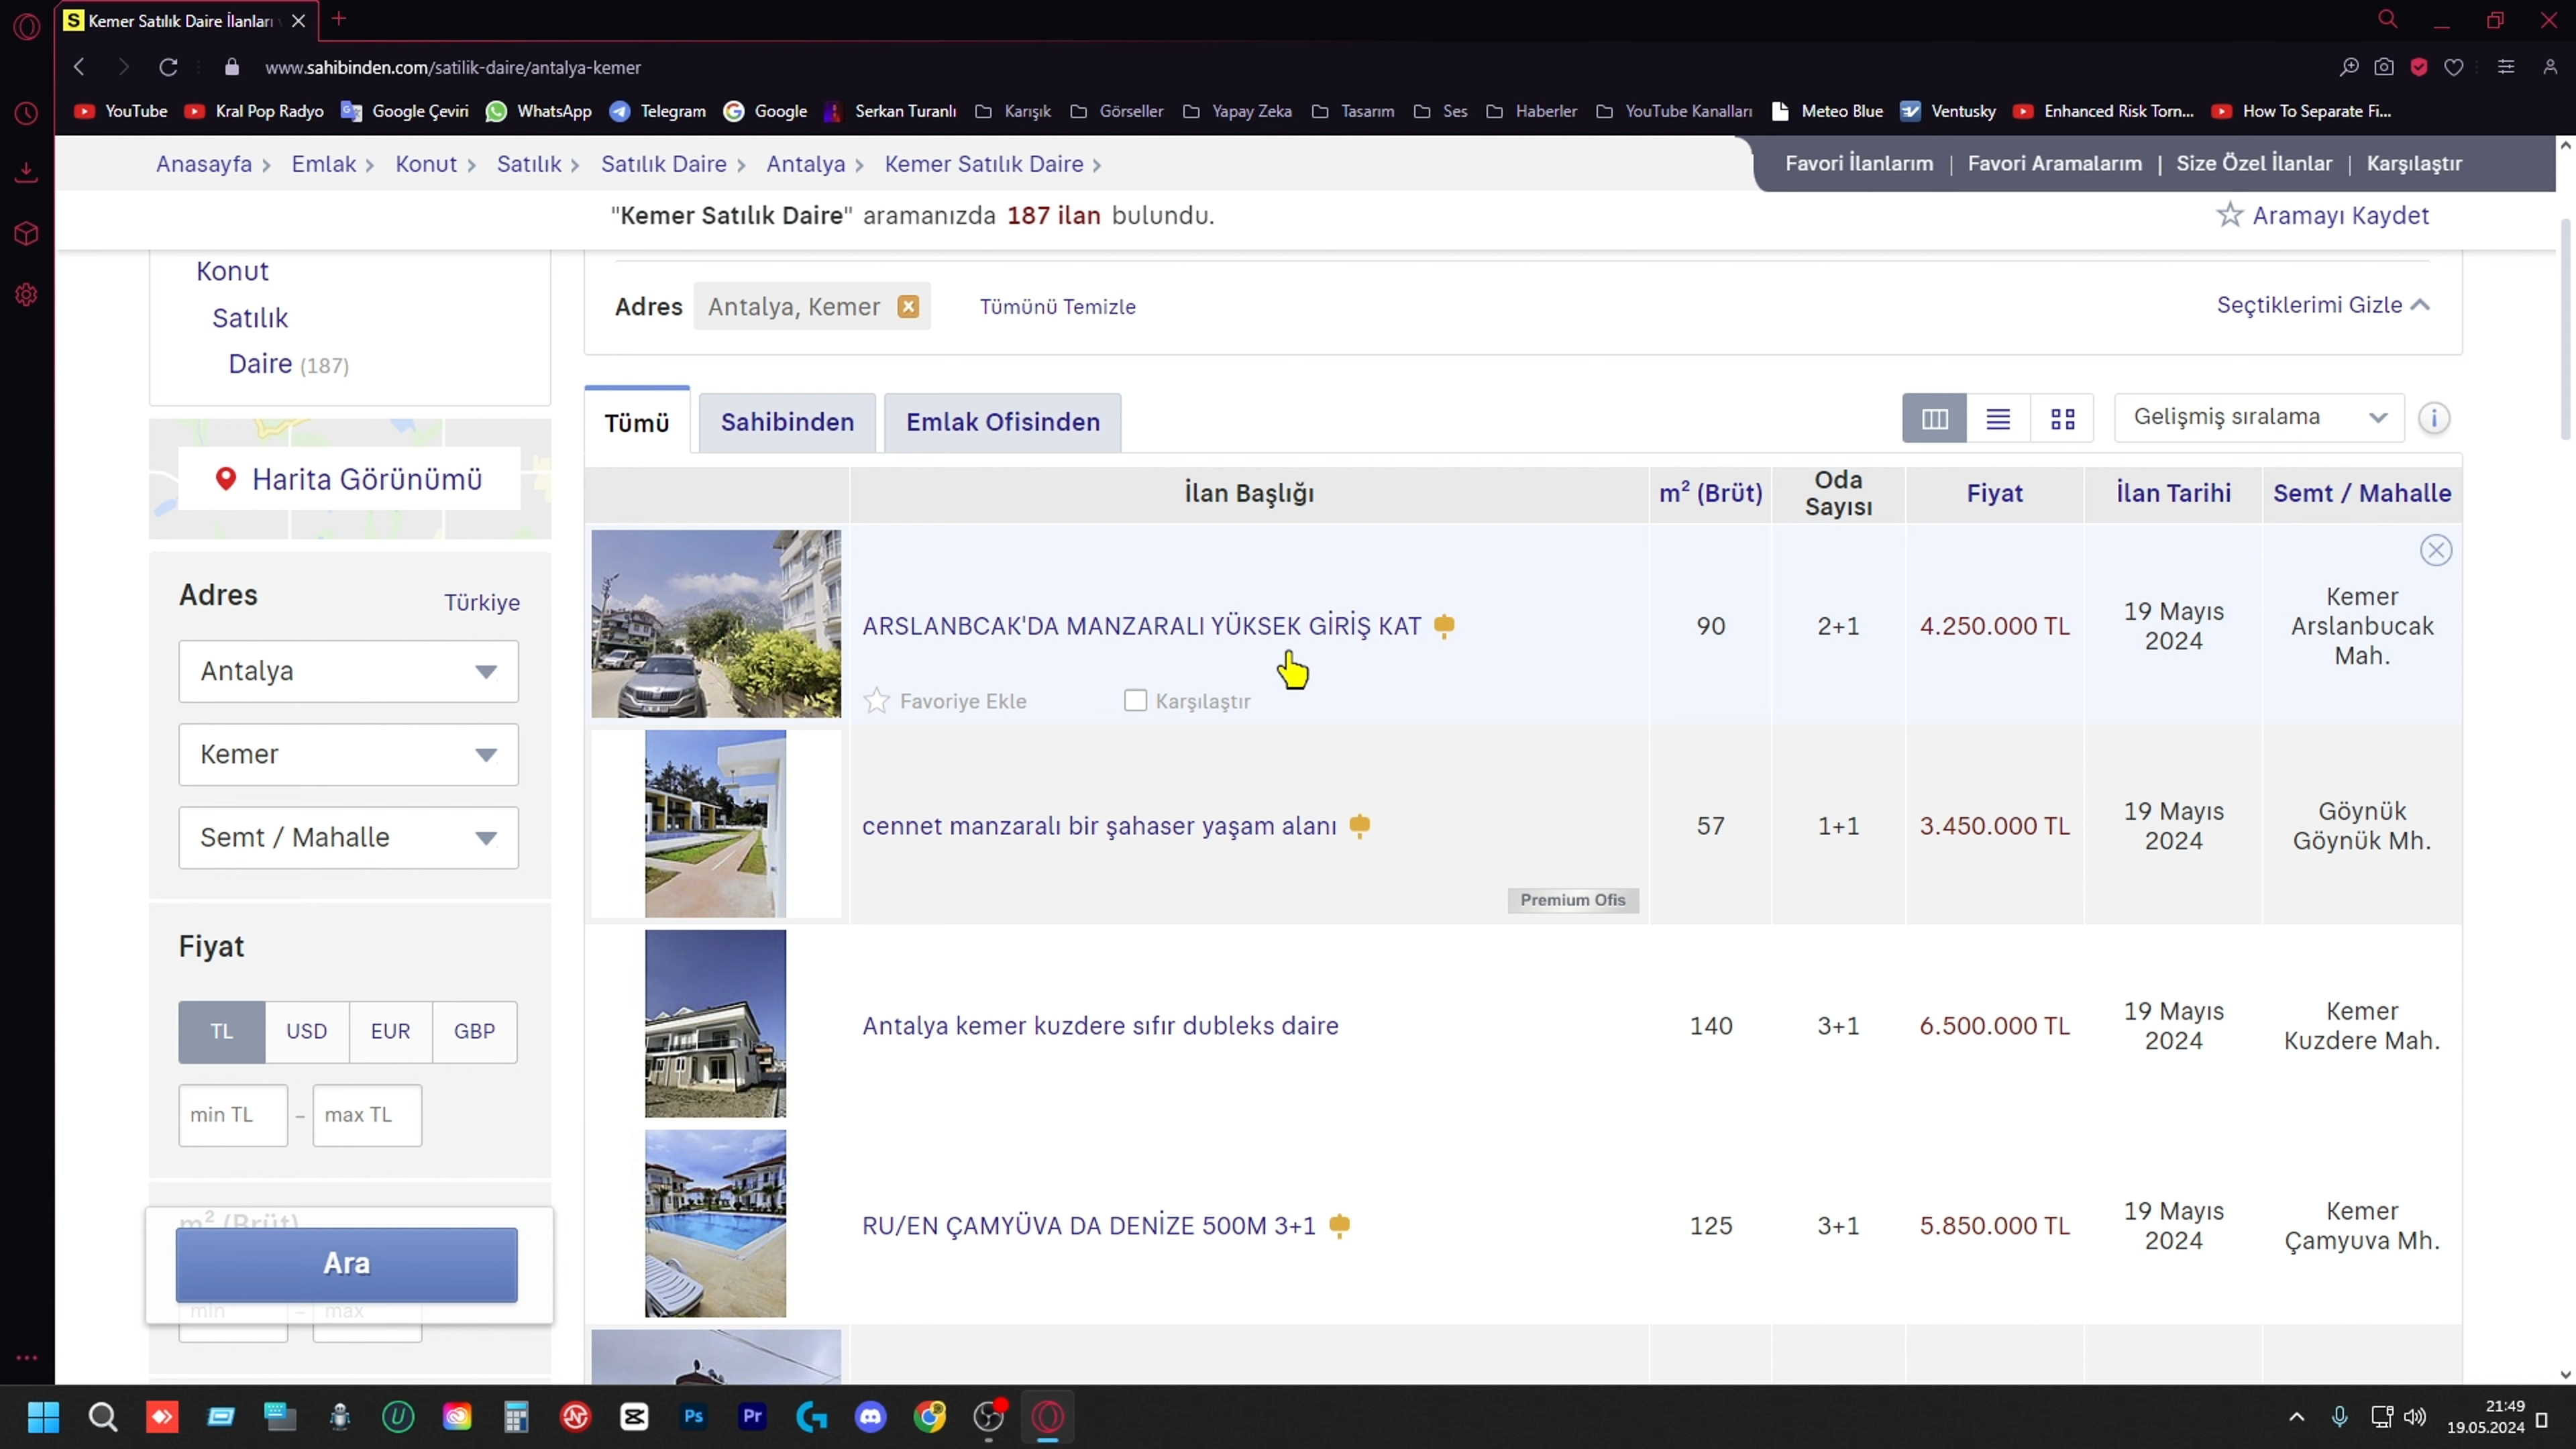 Kemer Satılık Daire İlanları
www.sahibinden.com/satilik-daire/antalya-kemer
YouTube Kral Pop Radyo Google Çeviri WhatsApp Telegram Google Serkan Turanlı Karışık Görseller Yapay Zeka Tasarım Ses Haberler YouTube Kanalları Meteo Blue Ventusky Enhanced Risk Torn... How To Separate Fi...
Anasayfa Emlak Konut Satılık Satılık Daire Antalya Kemer Satılık Daire
Favori İlanlarım | Favori Aramalarım | Size Özel İlanlar | Karşılaştır
"Kemer Satılık Daire" aramanızda 187 ilan bulundu.
Aramayı Kaydet
Konut
Satılık
Daire (187)
Adres Antalya, Kemer Tümünü Temizle
Seçtiklerimi Gizle
Harita Görünümü
Tümü Sahibinden Emlak Ofisinden
Gelişmiş sıralama
İlan Başlığı m² (Brüt) Oda Sayısı Fiyat İlan Tarihi Semt / Mahalle
ARSLANBCAK'DA MANZARALI YÜKSEK GİRİŞ KAT
90 2+1 4.250.000 TL
19 Mayıs
2024
Kemer
Arslanbucak
Mah.
Favoriye Ekle Karşılaştır
cennet manzaralı bir şahaser yaşam alanı
57 1+1 3.450.000 TL
19 Mayıs
2024
Göynük
Göynük Mh.
Premium Ofis
Antalya kemer kuzdere sıfır dubleks daire
140 3+1 6.500.000 TL
19 Mayıs
2024
Kemer
Kuzdere Mah.
RU/EN ÇAMYÜVA DA DENİZE 500M 3+1
125 3+1 5.850.000 TL
19 Mayıs
2024
Kemer
Çamyuva Mh.
Adres Türkiye
Antalya
Kemer
Semt / Mahalle
Fiyat
TL USD EUR GBP
min TL – max TL
m² (Brüt)
Ara
min – max
Ps Pr
21:49
19.05.2024